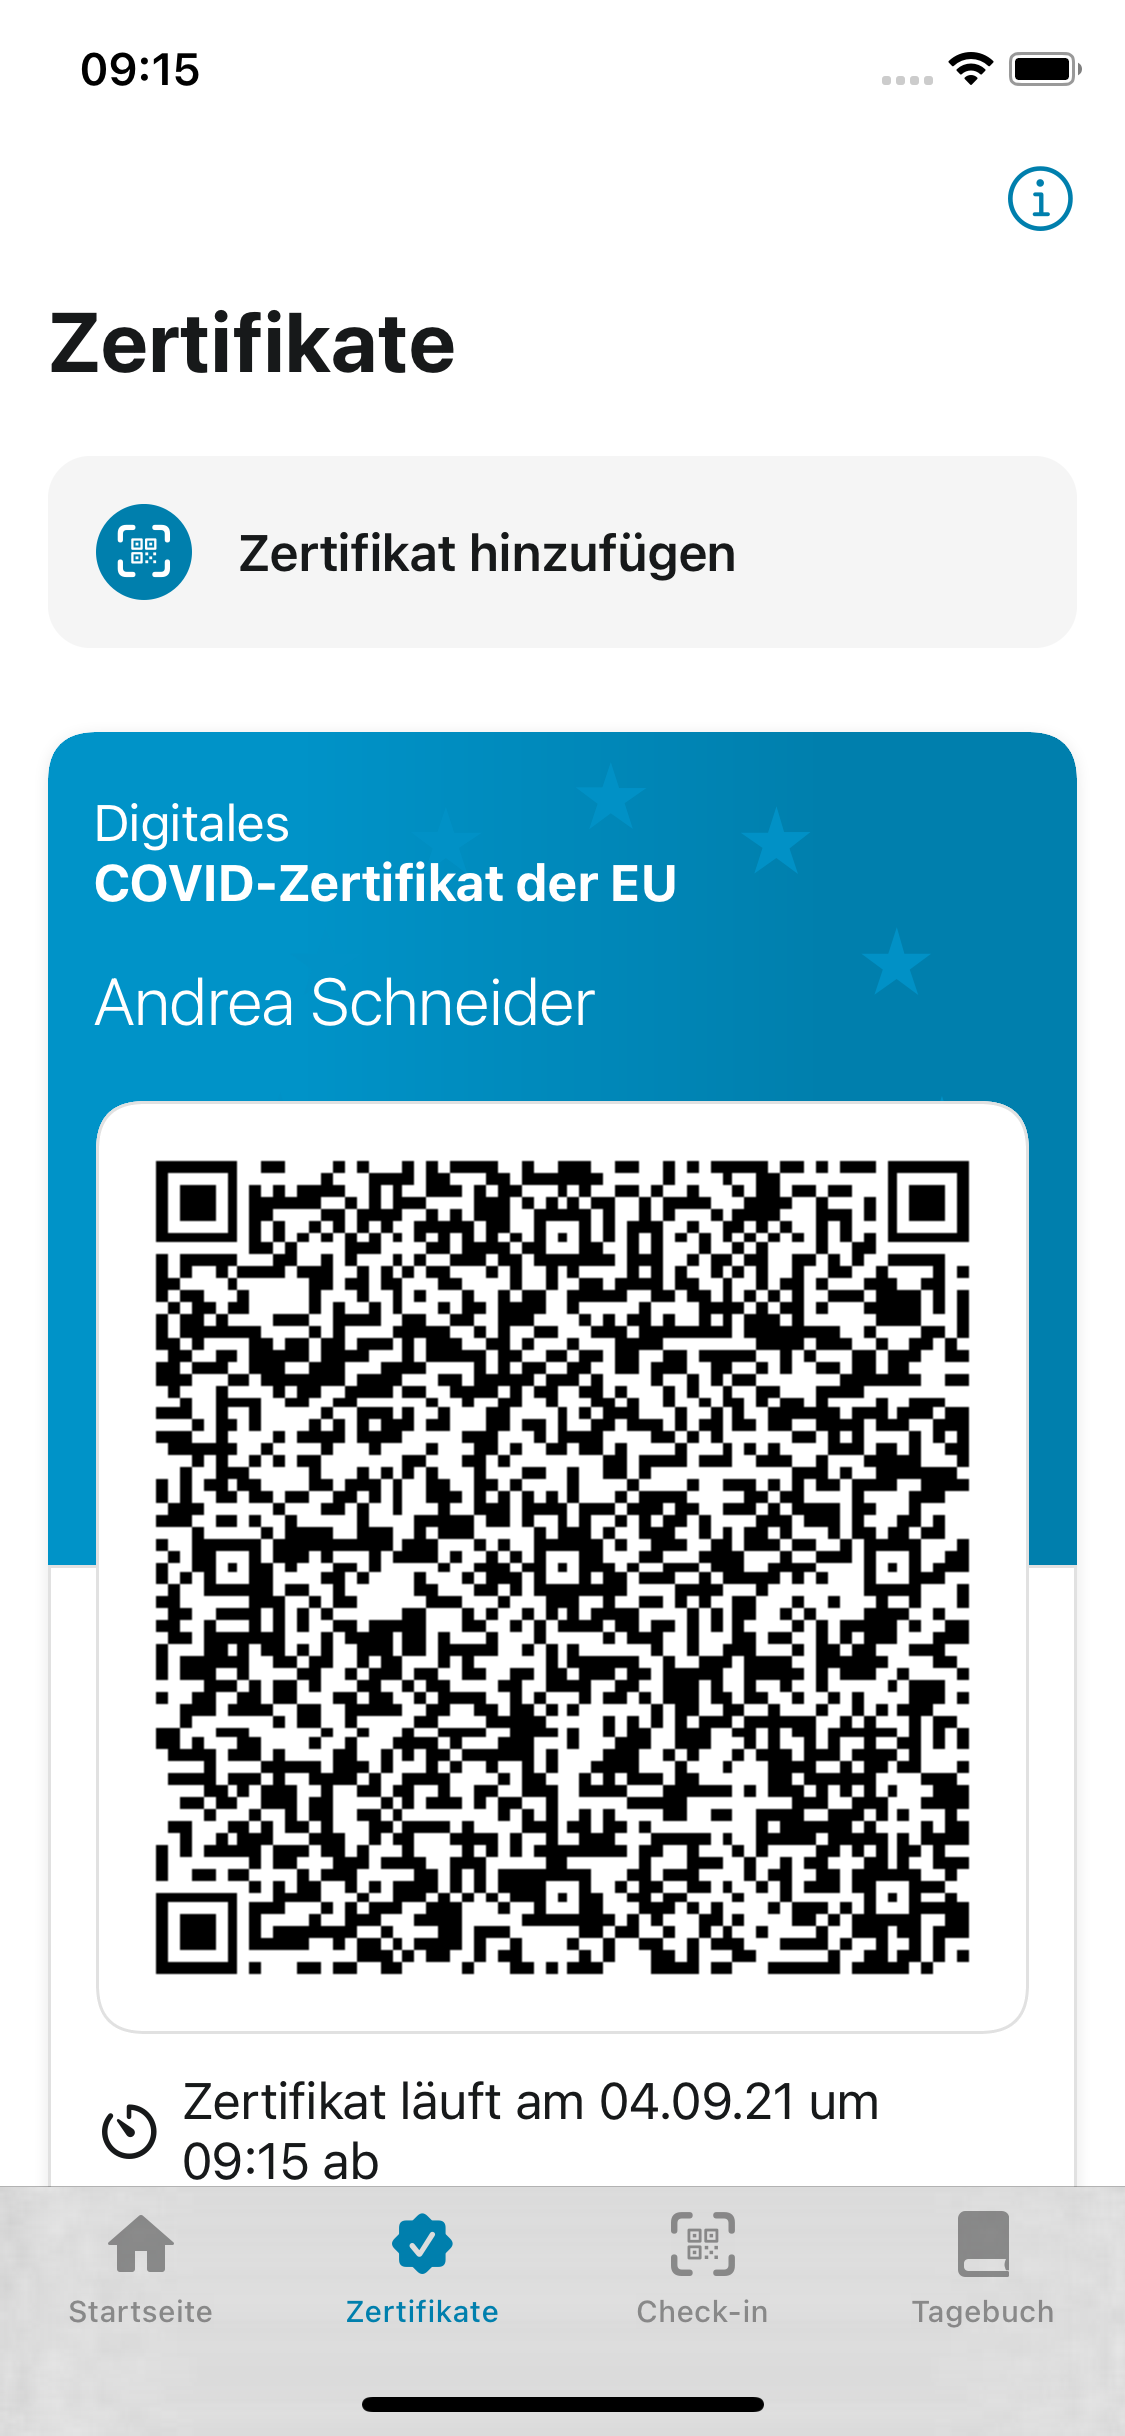 09:15
Zertifikate
Zertifikat hinzufügen
Digitales
COVID-Zertifikat der EU
Andrea Schneider
Zertifikat läuft am 04.09.21 um
09:15 ab
Startseite
Zertifikate
Check-in
Tagebuch